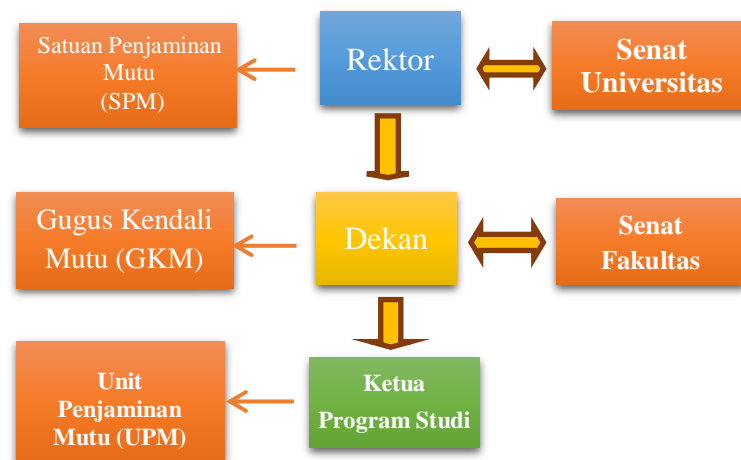 Satuan Penjaminan
Mutu
(SPM)
Rektor
Senat
Universitas
Gugus Kendali
Mutu (GKM)
Dekan
Senat
Fakultas
Unit
Penjaminan
Mutu (UPM)
Ketua
Program Studi